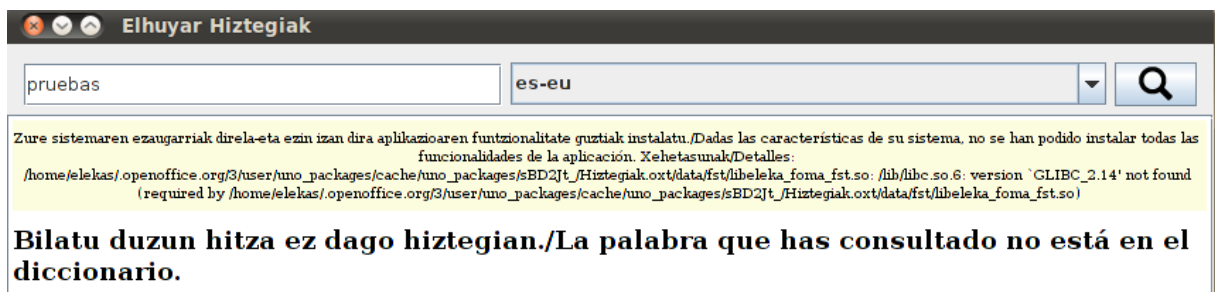 Elhuyar Hiztegiak
pruebas es-eu
Zure sistemaren ezaugarriak direla-eta ezin izan dira aplikazioaren funtzionalitate guztiak instalatu./Dadas las características de su sistema, no se han podido instalar todas las
funcionalidades de la aplicación. Xehetasunak/Detalles:
/home/elekas/.openoffice.org/3/user/uno_packages/cache/uno_packages/sBD2Jt_/Hiztegiak.oxt/data/fst/libeleka_foma_fst.so: /lib/libc.so.6: version `GLIBC_2.14' not found
(required by /home/elekas/.openoffice.org/3/user/uno_packages/cache/uno_packages/sBD2Jt_/Hiztegiak.oxt/data/fst/libeleka_foma_fst.so)
Bilatu duzun hitza ez dago hiztegian./La palabra que has consultado no está en el
diccionario.